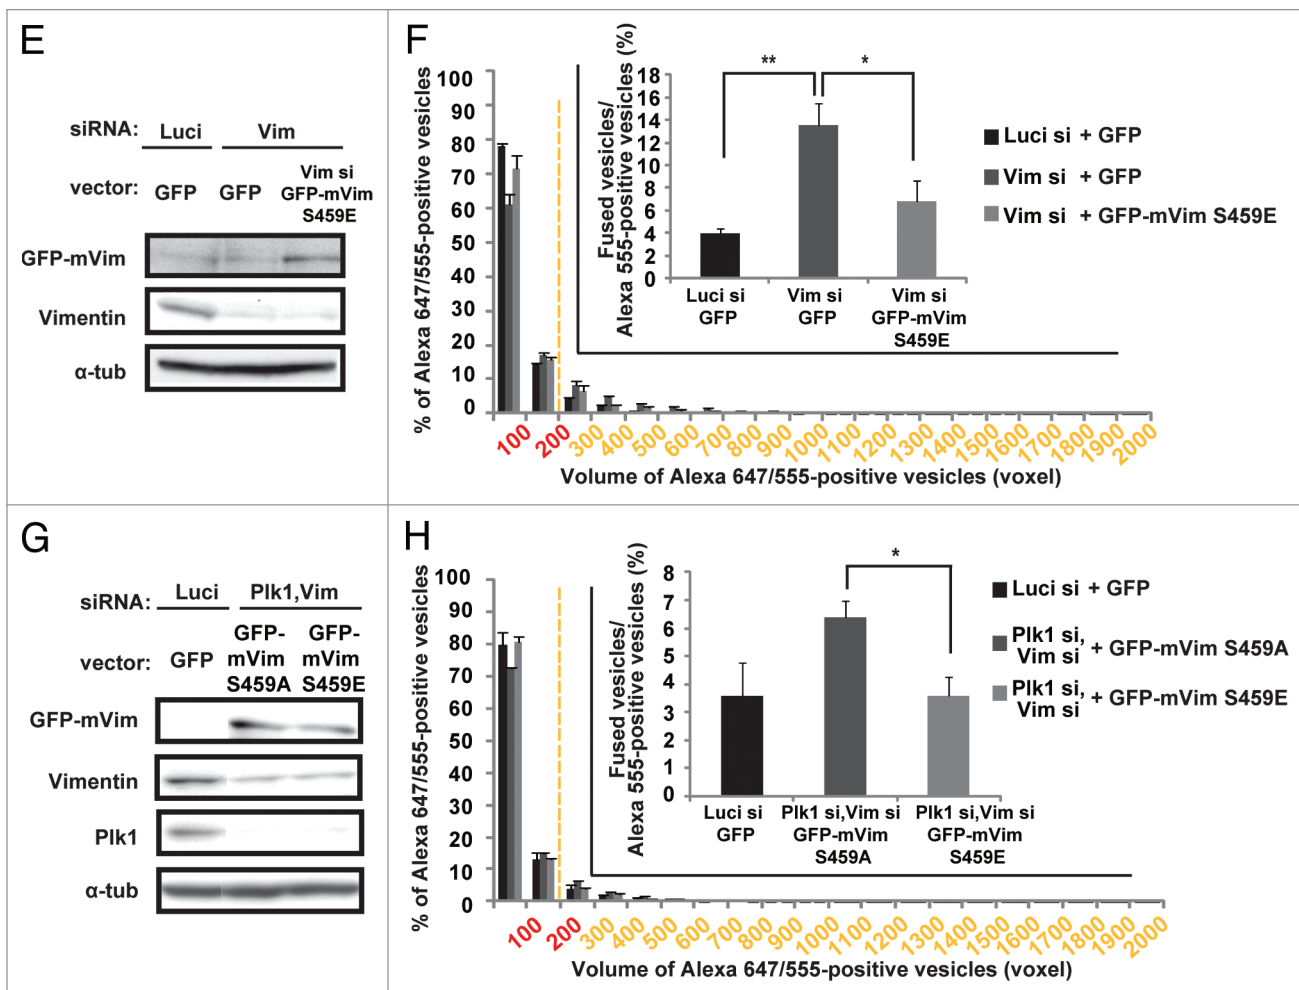 E
siRNA: Luci Vim
vector: GFP GFP Vim si GFP-mVim S459E
GFP-mVim
Vimentin
α-tub
F
% of Alexa 647/555-positive vesicles
100
90
80
70
60
50
40
30
20
10
0
100 200 300 400 500 600 700 800 900 1000 1100 1200 1300 1400 1500 1600 1700 1800 1900 2000
Volume of Alexa 647/555-positive vesicles (voxel)
Fused vesicles/
Alexa 555-positive vesicles (%)
18
16
14
12
10
8
6
4
2
0
** *
Luci si
GFP
Vim si
GFP
Vim si
GFP-mVim
S459E
Luci si + GFP
Vim si + GFP
Vim si + GFP-mVim S459E
G
siRNA: Luci Plk1,Vim
vector: GFP GFP-mVim S459A GFP-mVim S459E
GFP-mVim
Vimentin
Plk1
α-tub
H
% of Alexa 647/555-positive vesicles
100
90
80
70
60
50
40
30
20
10
0
100 200 300 400 500 600 700 800 900 1000 1100 1200 1300 1400 1500 1600 1700 1800 1900 2000
Volume of Alexa 647/555-positive vesicles (voxel)
Fused vesicles/
Alexa 555-positive vesicles (%)
8
7
6
5
4
3
2
1
0
*
Luci si
GFP
Plk1 si,Vim si
GFP-mVim
S459A
Plk1 si,Vim si
GFP-mVim
S459E
Luci si + GFP
Plk1 si,
Vim si + GFP-mVim S459A
Plk1 si,
Vim si + GFP-mVim S459E